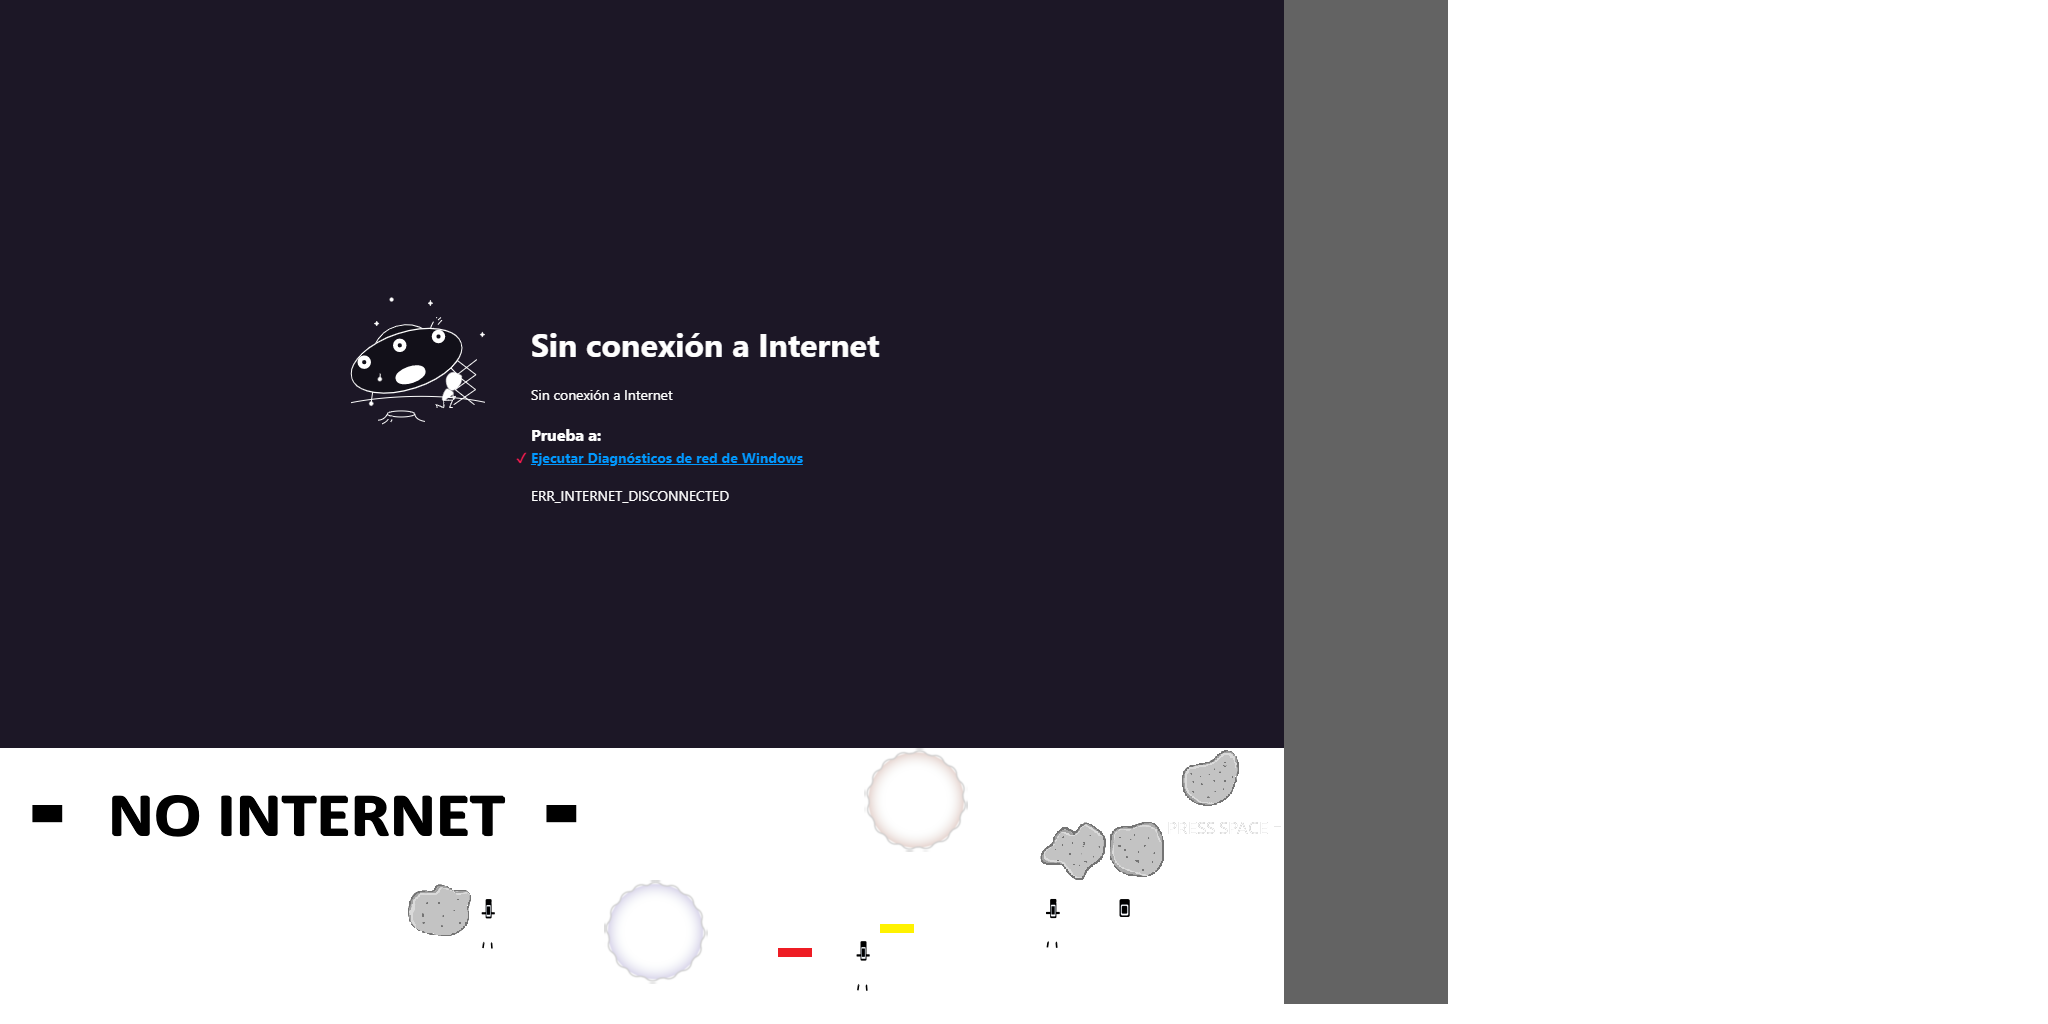 Sin conexión a Internet
Sin conexión a Internet
Prueba a:
✓ Ejecutar Diagnósticos de red de Windows
ERR_INTERNET_DISCONNECTED
- NO INTERNET -
PRESS SPACE -